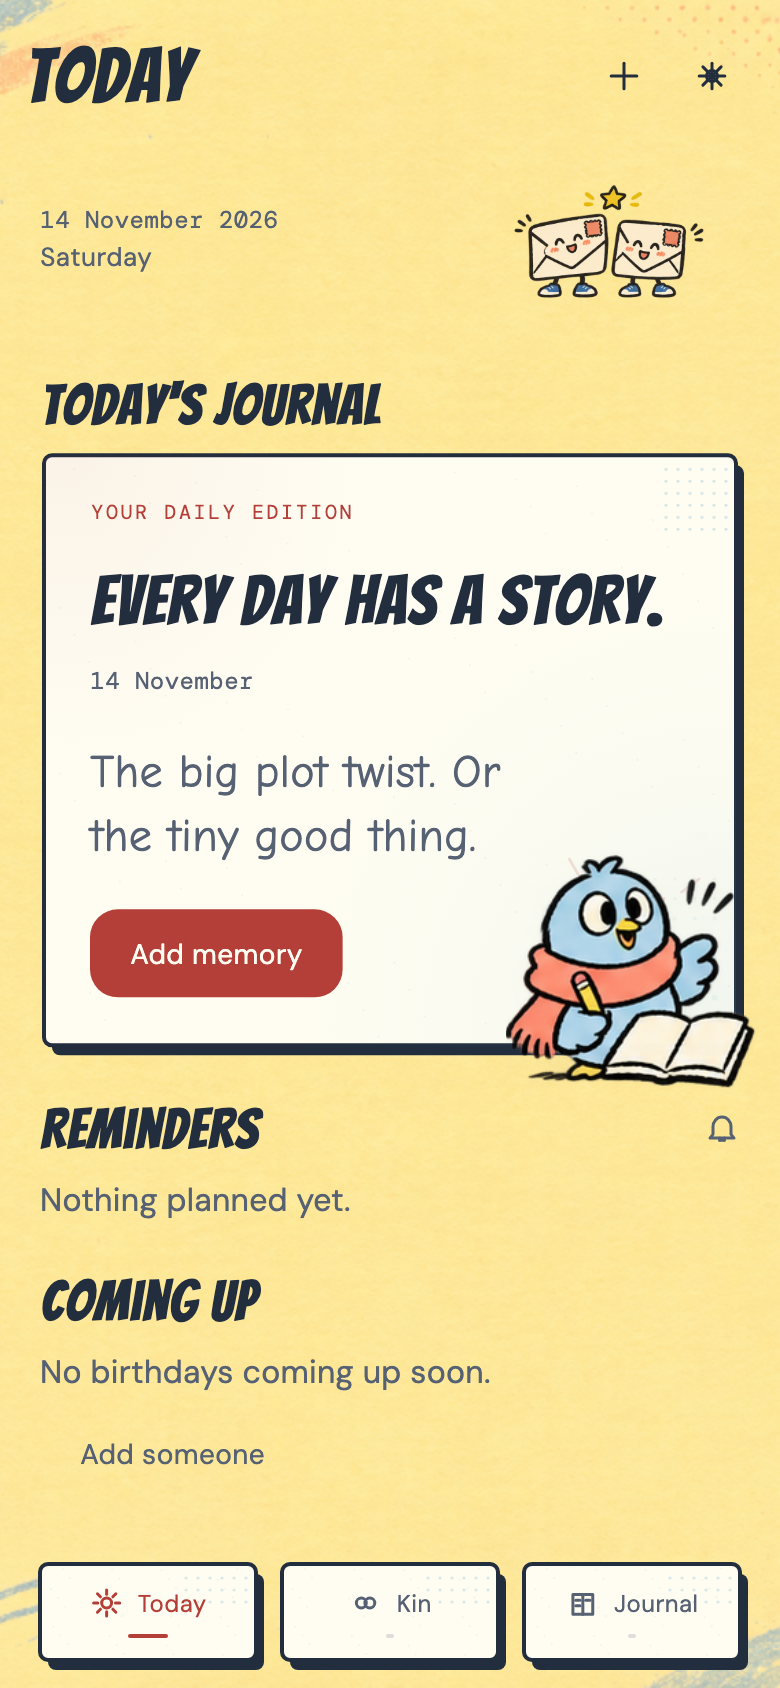 TODAY
14 November 2026
Saturday
TODAY'S JOURNAL
YOUR DAILY EDITION
EVERY DAY HAS A STORY.
14 November
The big plot twist. Or
the tiny good thing.
Add memory
REMINDERS
Nothing planned yet.
COMING UP
No birthdays coming up soon.
Add someone
Today
Kin
Journal